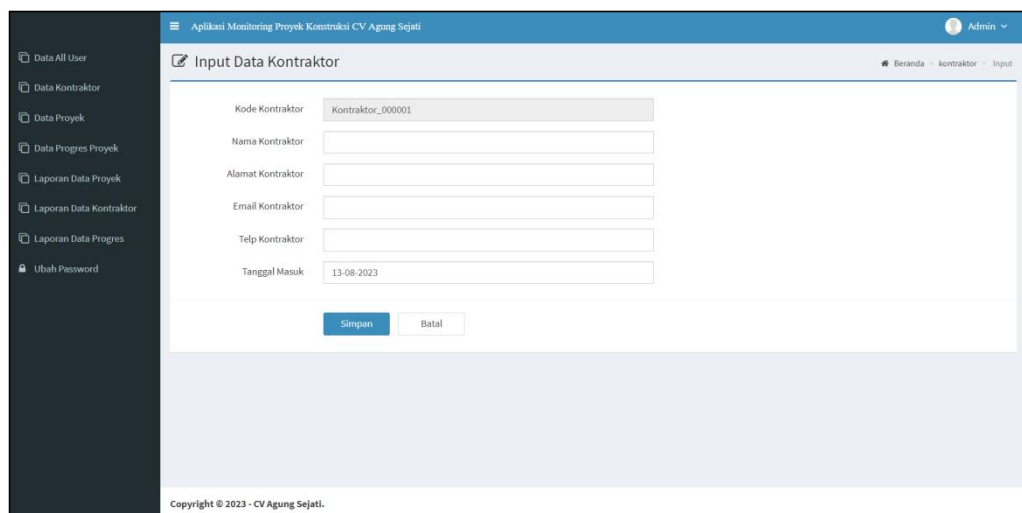 Aplikasi Monitoring Proyek Konstruksi CV Agung Sejati
Admin
Data All User
Data Kontraktor
Data Proyek
Data Progres Proyek
Laporan Data Proyek
Laporan Data Kontraktor
Laporan Data Progres
Ubah Password
Input Data Kontraktor
Beranda > kontraktor > Input
Kode Kontraktor Kontraktor_000001
Nama Kontraktor
Alamat Kontraktor
Email Kontraktor
Telp Kontraktor
Tanggal Masuk 13-08-2023
Simpan Batal
Copyright © 2023 - CV Agung Sejati.